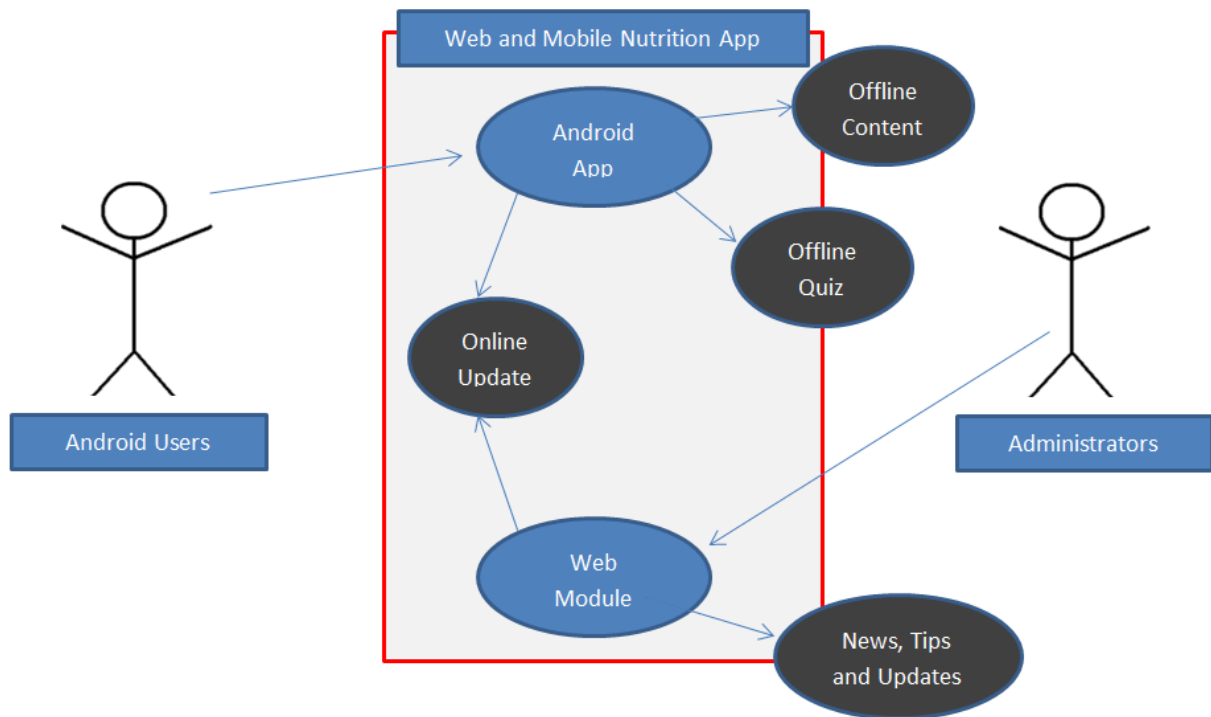 Web and Mobile Nutrition App
Offline
Content
Android
App
Offline
Quiz
Online
Update
Android Users
Administrators
Web
Module
News, Tips
and Updates